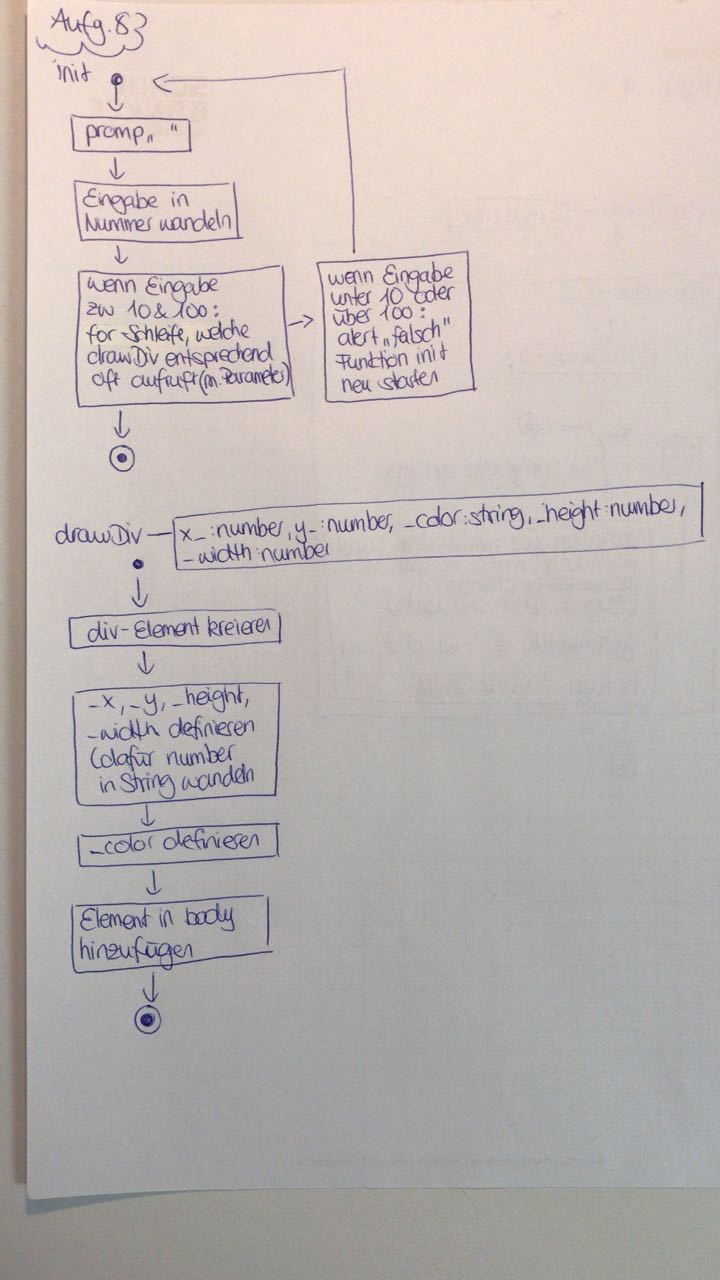 Aufg. 8
init
promp „ “
Eingabe in
Nummer wandeln
wenn Eingabe
zw 10 & 100:
for-Schleife, welche
drawDiv entsprechend
oft aufruft (m. Parameter)
wenn Eingabe
unter 10 oder
über 100:
alert „falsch“
Funktion init
neu starten
drawDiv
x_:number, y_:number, _color:string, _height:number,
_width:number
div-Element kreieren
_x, _y, _height,
_width definieren
(dafür number
in String wandeln
_color definieren
Element in body
hinzufügen